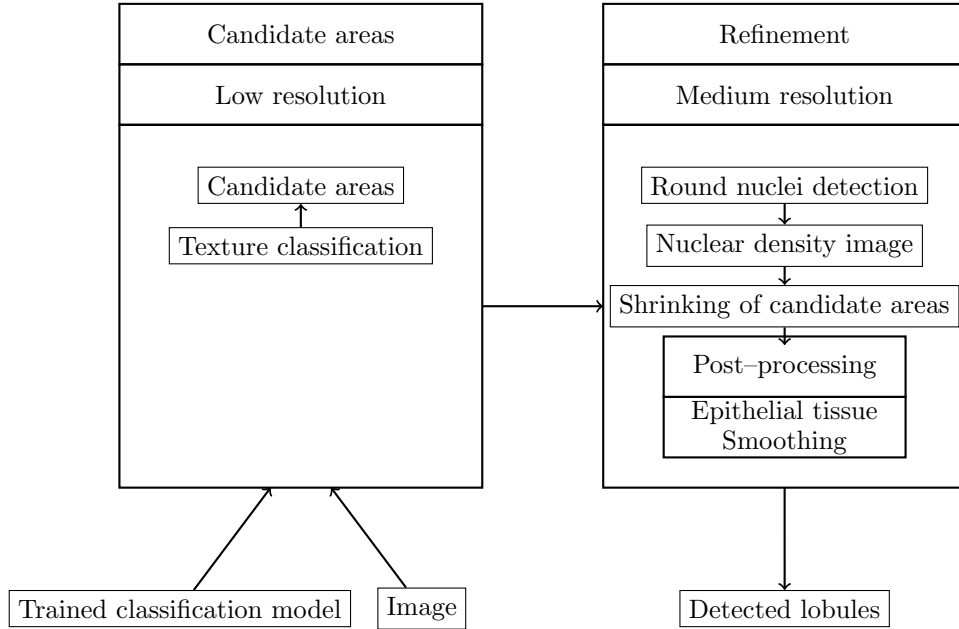 Candidate areas
Low resolution
Candidate areas
Texture classification
Refinement
Medium resolution
Round nuclei detection
Nuclear density image
Shrinking of candidate areas
Post–processing
Epithelial tissue
Smoothing
Trained classification model
Image
Detected lobules